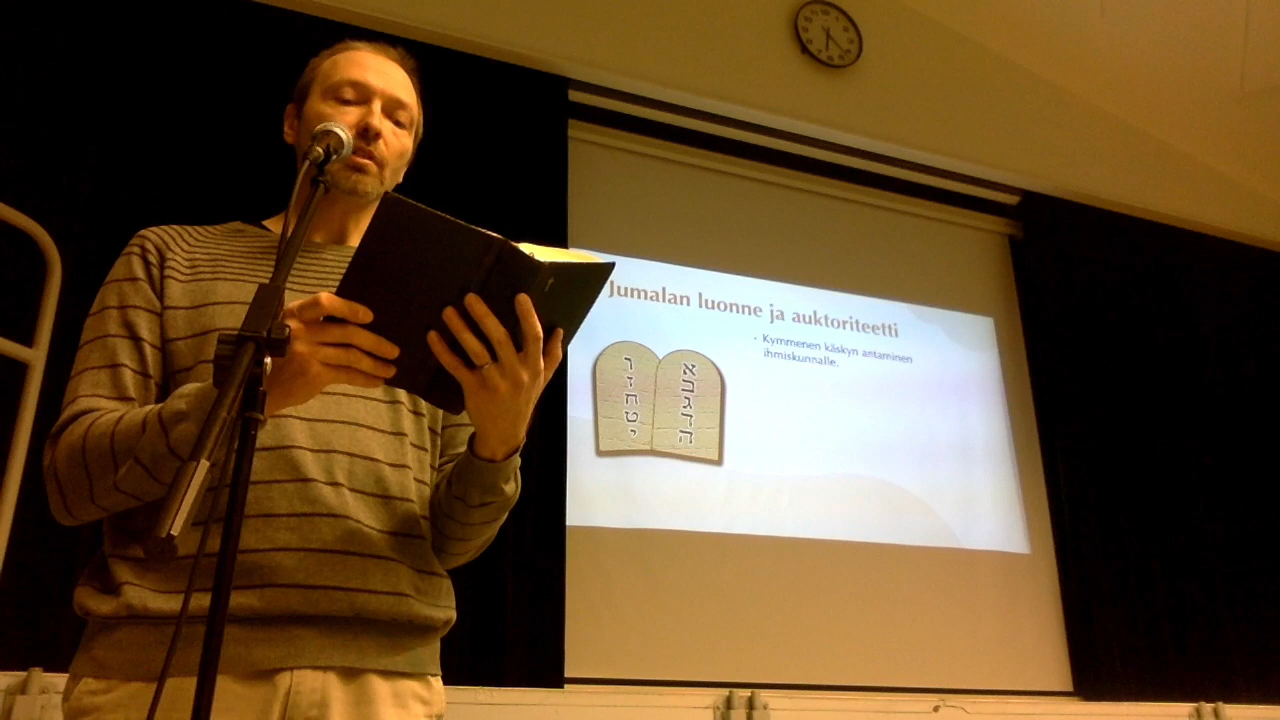 Jumalan luonne ja auktoriteetti
• Kymmenen käskyn antaminen
ihmiskunnalle.
ו א
ז ב
ח ג
ט ד
י ה